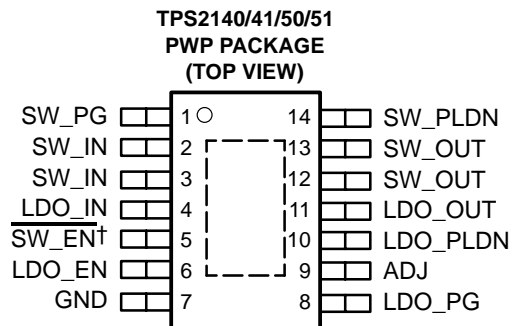 TPS2140/41/50/51
PWP PACKAGE
(TOP VIEW)
SW_PG 1 14 SW_PLDN
SW_IN 2 13 SW_OUT
SW_IN 3 12 SW_OUT
LDO_IN 4 11 LDO_OUT
SW_EN† 5 10 LDO_PLDN
LDO_EN 6 9 ADJ
GND 7 8 LDO_PG